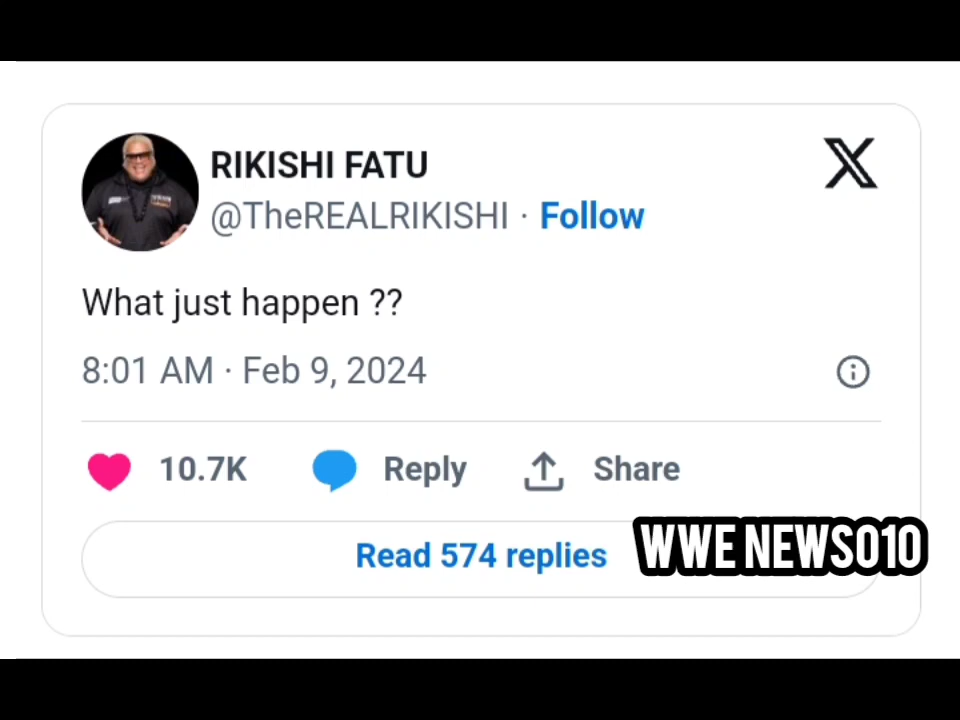 RIKISHI FATU
@TheREALRIKISHI · Follow
What just happen ??
8:01 AM · Feb 9, 2024
10.7K Reply Share
Read 574 replies
WWE NEWS010